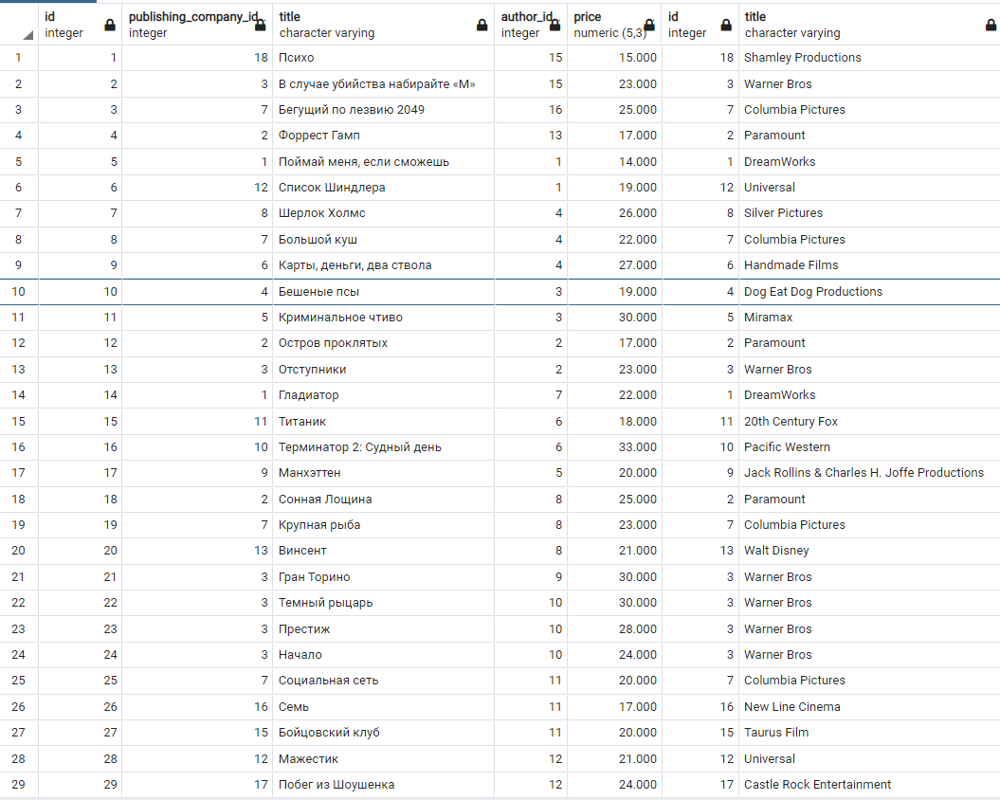 id publishing_company_id title author_id price id title
integer integer character varying integer numeric (5,3) integer character varying
1 1 18 Психо 15 15.000 18 Shamley Productions
2 2 3 В случае убийства набирайте «М» 15 23.000 3 Warner Bros
3 3 7 Бегущий по лезвию 2049 16 25.000 7 Columbia Pictures
4 4 2 Форрест Гамп 13 17.000 2 Paramount
5 5 1 Поймай меня, если сможешь 1 14.000 1 DreamWorks
6 6 12 Список Шиндлера 1 19.000 12 Universal
7 7 8 Шерлок Холмс 4 26.000 8 Silver Pictures
8 8 7 Большой куш 4 22.000 7 Columbia Pictures
9 9 6 Карты, деньги, два ствола 4 27.000 6 Handmade Films
10 10 4 Бешеные псы 3 19.000 4 Dog Eat Dog Productions
11 11 5 Криминальное чтиво 3 30.000 5 Miramax
12 12 2 Остров проклятых 2 17.000 2 Paramount
13 13 3 Отступники 2 23.000 3 Warner Bros
14 14 1 Гладиатор 7 22.000 1 DreamWorks
15 15 11 Титаник 6 18.000 11 20th Century Fox
16 16 10 Терминатор 2: Судный день 6 33.000 10 Pacific Western
17 17 9 Манхэттен 5 20.000 9 Jack Rollins & Charles H. Joffe Productions
18 18 2 Сонная Лощина 8 25.000 2 Paramount
19 19 7 Крупная рыба 8 23.000 7 Columbia Pictures
20 20 13 Винсент 8 21.000 13 Walt Disney
21 21 3 Гран Торино 9 30.000 3 Warner Bros
22 22 3 Темный рыцарь 10 30.000 3 Warner Bros
23 23 3 Престиж 10 28.000 3 Warner Bros
24 24 3 Начало 10 24.000 3 Warner Bros
25 25 7 Социальная сеть 11 20.000 7 Columbia Pictures
26 26 16 Семь 11 17.000 16 New Line Cinema
27 27 15 Бойцовский клуб 11 20.000 15 Taurus Film
28 28 12 Мажестик 12 21.000 12 Universal
29 29 17 Побег из Шоушенка 12 24.000 17 Castle Rock Entertainment